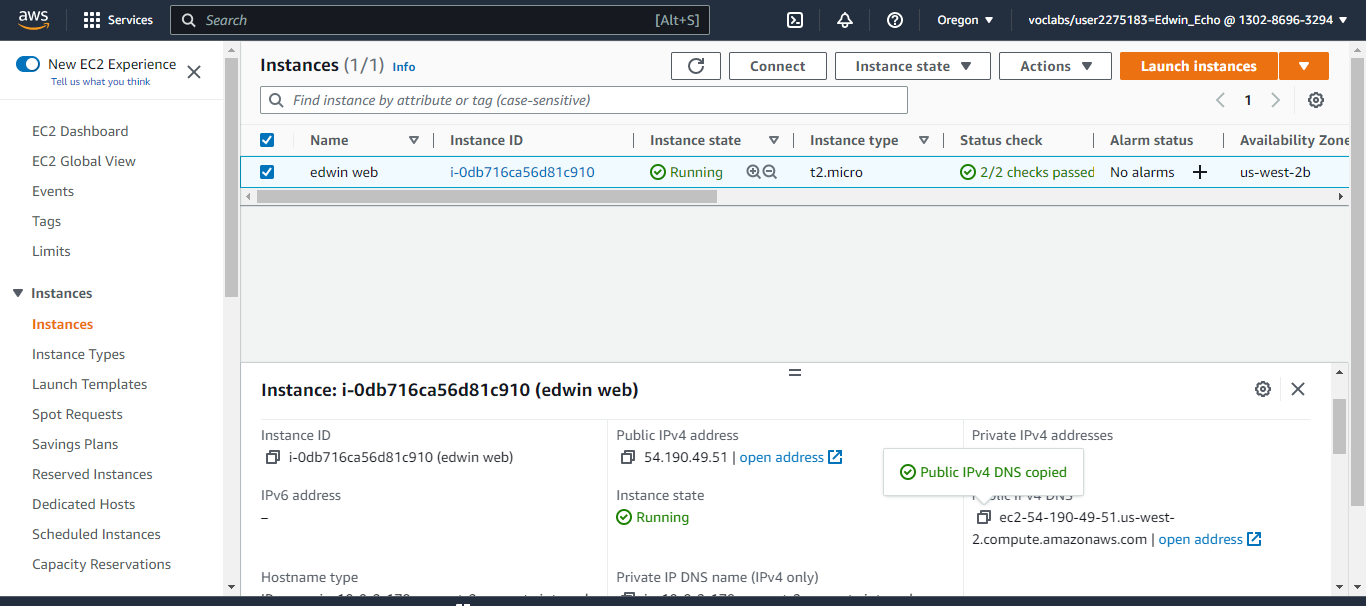 aws
Services
Search
[Alt+S]
Oregon
voclabs/user2275183=Edwin_Echo @ 1302-8696-3294
New EC2 Experience
Tell us what you think
EC2 Dashboard
EC2 Global View
Events
Tags
Limits
Instances
Instances
Instance Types
Launch Templates
Spot Requests
Savings Plans
Reserved Instances
Dedicated Hosts
Scheduled Instances
Capacity Reservations
Instances (1/1) Info
Connect
Instance state
Actions
Launch instances
Find instance by attribute or tag (case-sensitive)
1
Name Instance ID Instance state Instance type Status check Alarm status Availability Zone
edwin web i-0db716ca56d81c910 Running t2.micro 2/2 checks passed No alarms + us-west-2b
Instance: i-0db716ca56d81c910 (edwin web)
Instance ID
i-0db716ca56d81c910 (edwin web)
Public IPv4 address
54.190.49.51 | open address
Private IPv4 addresses
Public IPv4 DNS copied
IPv6 address
–
Instance state
Running
Public IPv4 DNS
ec2-54-190-49-51.us-west-
2.compute.amazonaws.com | open address
Hostname type
Private IP DNS name (IPv4 only)